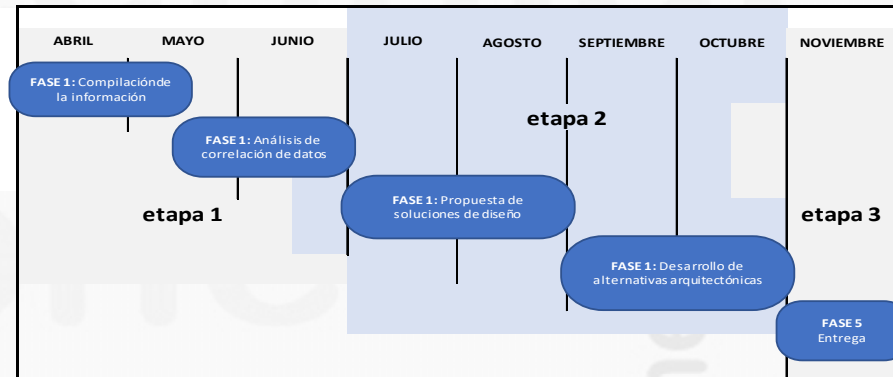 ABRIL MAYO JUNIO JULIO AGOSTO SEPTIEMBRE OCTUBRE NOVIEMBRE
FASE 1: Compilaciónde
la información
etapa 2
FASE 1: Análisis de
correlación de datos
FASE 1: Propuesta de
soluciones de diseño
etapa 1
etapa 3
FASE 1: Desarrollo de
alternativas arquitectónicas
FASE 5
Entrega